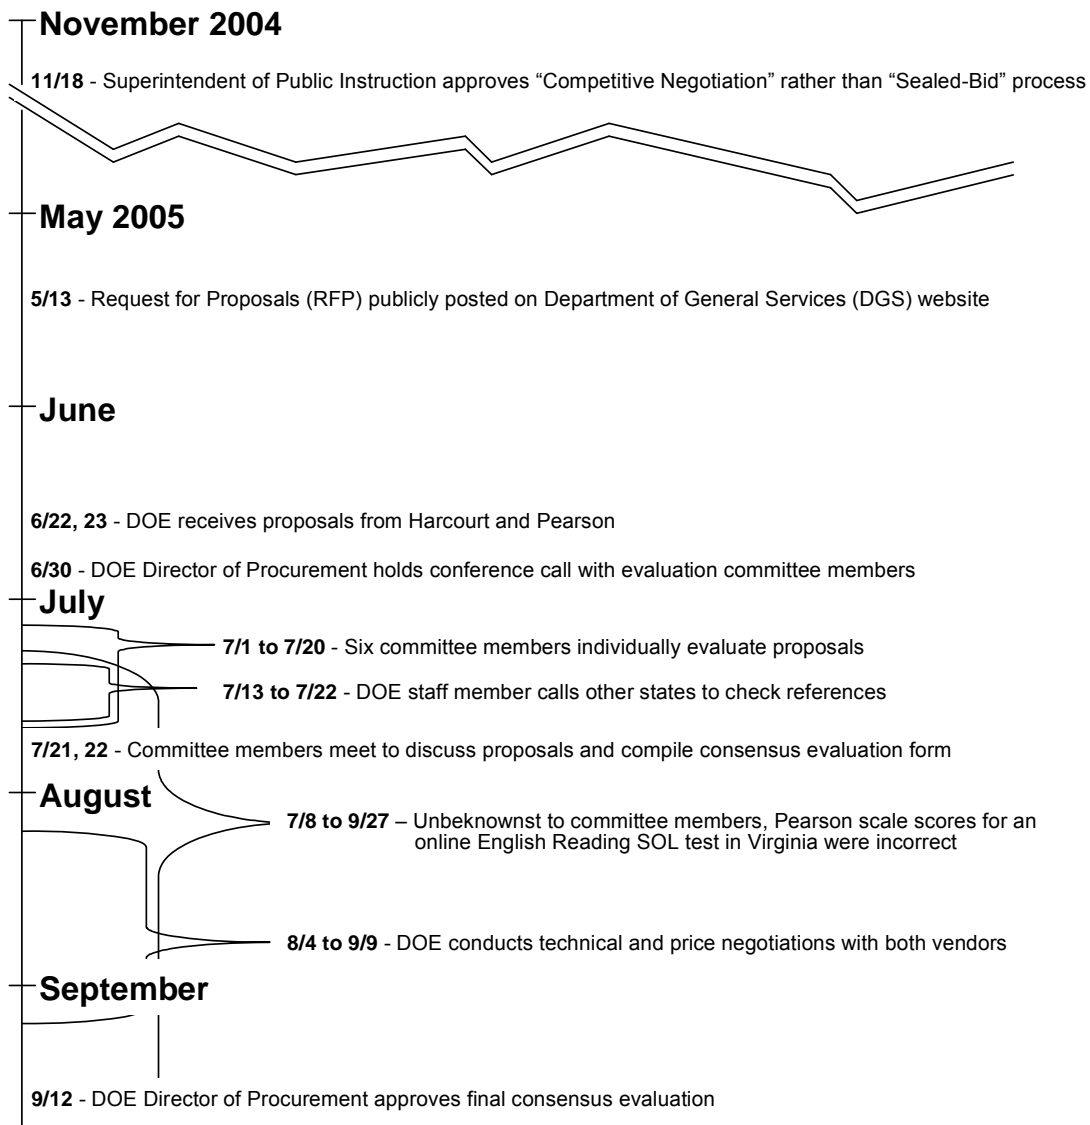 November 2004
11/18 - Superintendent of Public Instruction approves “Competitive Negotiation” rather than “Sealed-Bid” process
May 2005
5/13 - Request for Proposals (RFP) publicly posted on Department of General Services (DGS) website
June
6/22, 23 - DOE receives proposals from Harcourt and Pearson
6/30 - DOE Director of Procurement holds conference call with evaluation committee members
July
7/1 to 7/20 - Six committee members individually evaluate proposals
7/13 to 7/22 - DOE staff member calls other states to check references
7/21, 22 - Committee members meet to discuss proposals and compile consensus evaluation form
August
7/8 to 9/27 – Unbeknownst to committee members, Pearson scale scores for an
online English Reading SOL test in Virginia were incorrect
8/4 to 9/9 - DOE conducts technical and price negotiations with both vendors
September
9/12 - DOE Director of Procurement approves final consensus evaluation